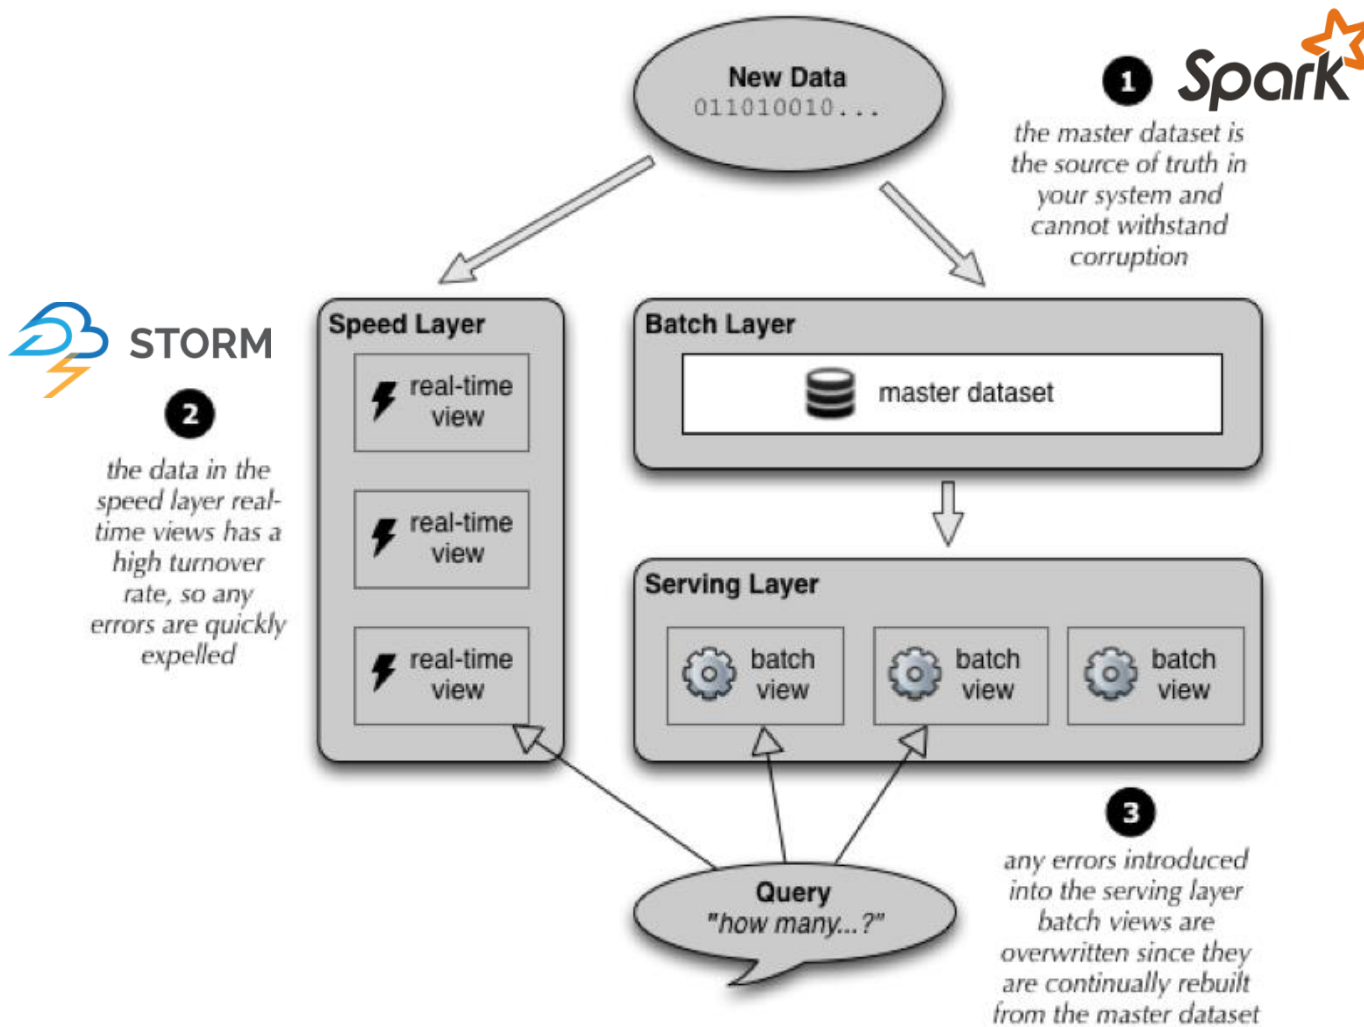 New Data
011010010...
1
Spark
the master dataset is
the source of truth in
your system and
cannot withstand
corruption
STORM
2
the data in the
speed layer real-
time views has a
high turnover
rate, so any
errors are quickly
expelled
Speed Layer
real-time
view
real-time
view
real-time
view
Batch Layer
master dataset
Serving Layer
batch
view
batch
view
batch
view
Query
"how many...?"
3
any errors introduced
into the serving layer
batch views are
overwritten since they
are continually rebuilt
from the master dataset